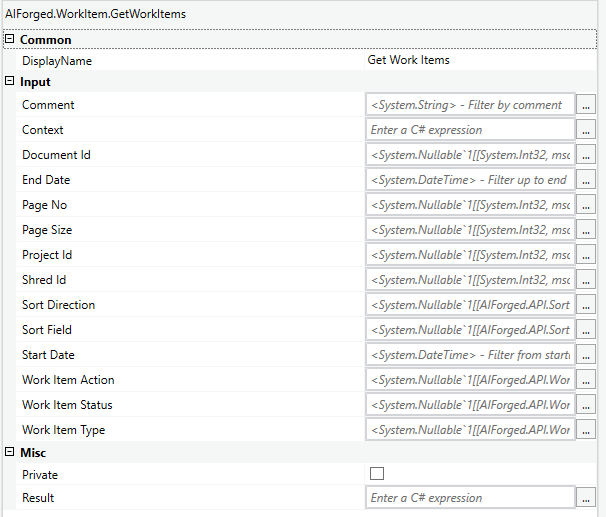 AIForged.WorkItem.GetWorkItems
Common
DisplayName Get Work Items
Input
Comment <System.String> - Filter by comment ...
Context Enter a C# expression ...
Document Id <System.Nullable`1[[System.Int32, msc ...
End Date <System.DateTime> - Filter up to end ...
Page No <System.Nullable`1[[System.Int32, msc ...
Page Size <System.Nullable`1[[System.Int32, msc ...
Project Id <System.Nullable`1[[System.Int32, msc ...
Shred Id <System.Nullable`1[[System.Int32, msc ...
Sort Direction <System.Nullable`1[[AIForged.API.Sort ...
Sort Field <System.Nullable`1[[AIForged.API.Sort ...
Start Date <System.DateTime> - Filter from start ...
Work Item Action <System.Nullable`1[[AIForged.API.Wor ...
Work Item Status <System.Nullable`1[[AIForged.API.Wor ...
Work Item Type <System.Nullable`1[[AIForged.API.Wor ...
Misc
Private
Result Enter a C# expression ...